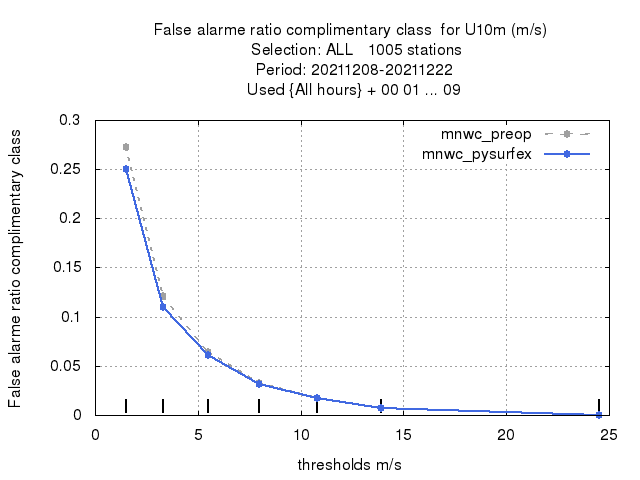 False alarme ratio complimentary class for U10m (m/s)
Selection: ALL 1005 stations
Period: 20211208-20211222
Used {All hours} + 00 01 ... 09
mnwc_preop
mnwc_pysurfex
False alarme ratio complimentary class
0.3
0.25
0.2
0.15
0.1
0.05
0
0 5 10 15 20 25
thresholds m/s